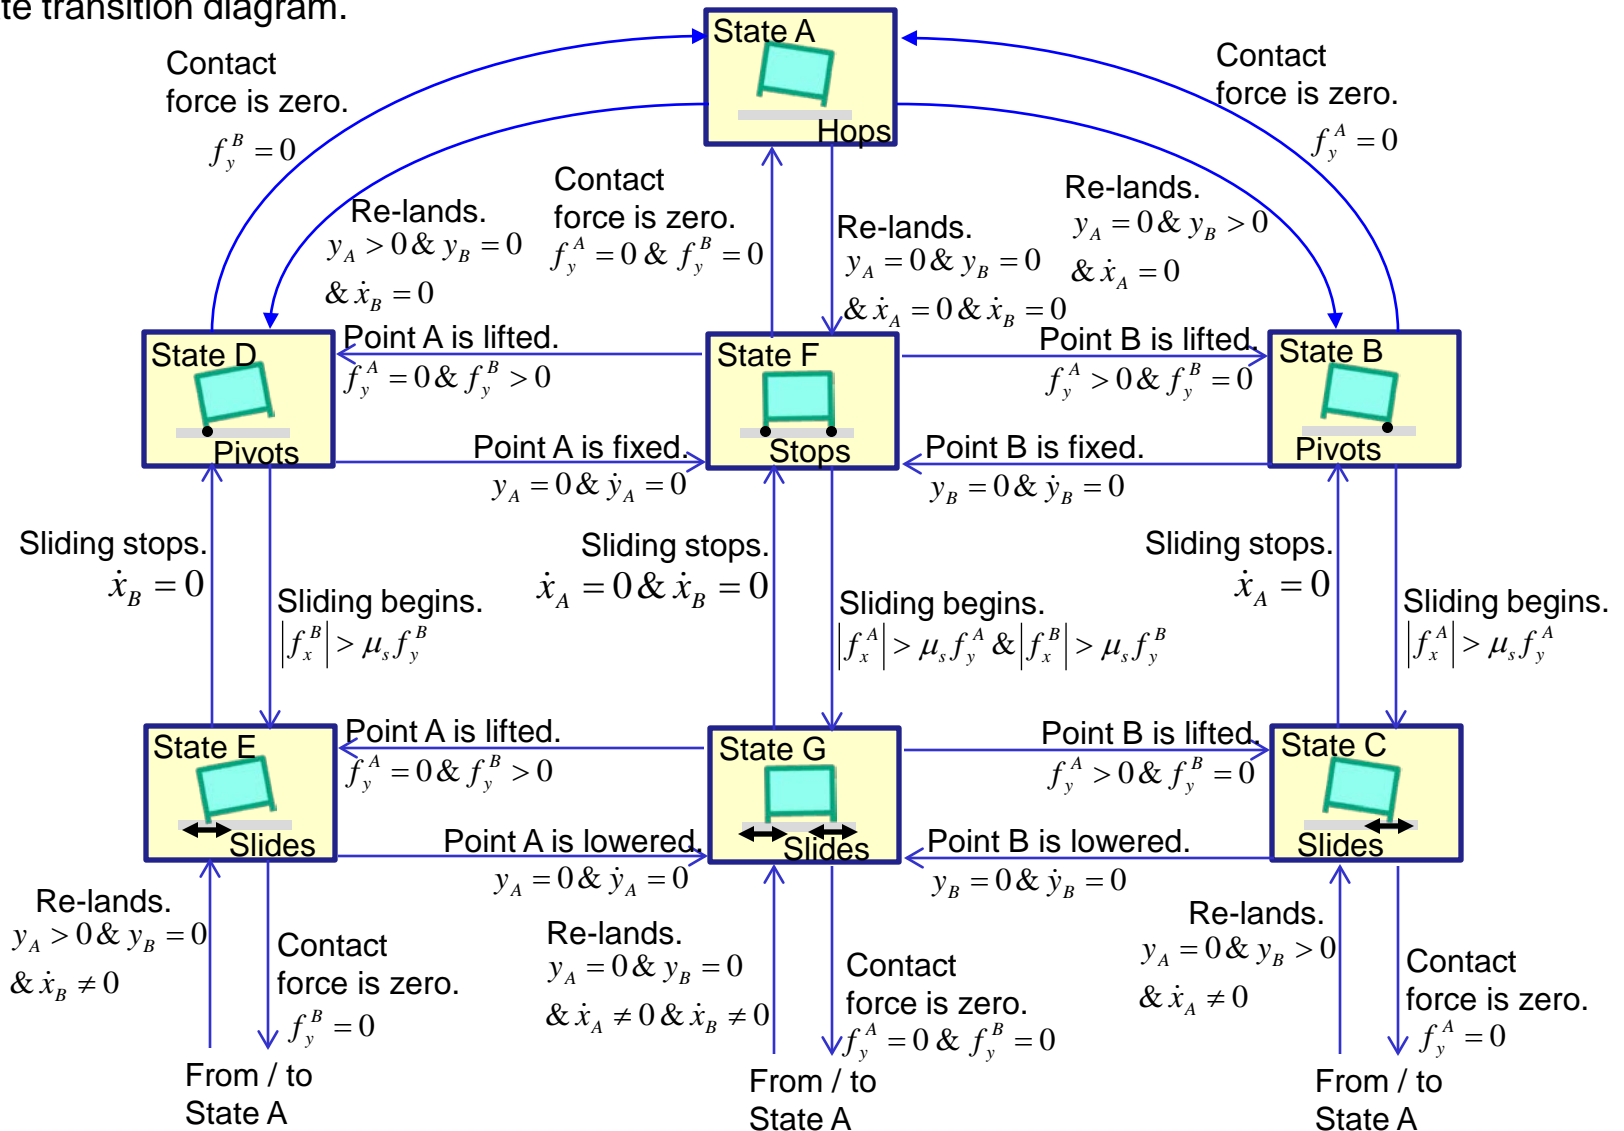 te transition diagram.
State A
Hops
Contact
force is zero.
f_y^B = 0
Contact
force is zero.
f_y^A = 0
Re-lands.
y_A > 0 & y_B = 0
& ẋ_B = 0
Contact
force is zero.
f_y^A = 0 & f_y^B = 0
Re-lands.
y_A = 0 & y_B = 0
& ẋ_A = 0 & ẋ_B = 0
Re-lands.
y_A = 0 & y_B > 0
& ẋ_A = 0
State D
Pivots
Point A is lifted.
f_y^A = 0 & f_y^B > 0
Point A is fixed.
y_A = 0 & ẏ_A = 0
State F
Stops
Point B is lifted.
f_y^A > 0 & f_y^B = 0
Point B is fixed.
y_B = 0 & ẏ_B = 0
State B
Pivots
Sliding stops.
ẋ_B = 0
Sliding begins.
|f_x^B| > μ_s f_y^B
Sliding stops.
ẋ_A = 0 & ẋ_B = 0
Sliding begins.
|f_x^A| > μ_s f_y^A & |f_x^B| > μ_s f_y^B
Sliding stops.
ẋ_A = 0
Sliding begins.
|f_x^A| > μ_s f_y^A
State E
Slides
Point A is lifted.
f_y^A = 0 & f_y^B > 0
Point A is lowered.
y_A = 0 & ẏ_A = 0
State G
Slides
Point B is lifted.
f_y^A > 0 & f_y^B = 0
Point B is lowered.
y_B = 0 & ẏ_B = 0
State C
Slides
Re-lands.
y_A > 0 & y_B = 0
& ẋ_B ≠ 0
Contact
force is zero.
f_y^B = 0
From / to
State A
Re-lands.
y_A = 0 & y_B = 0
& ẋ_A ≠ 0 & ẋ_B ≠ 0
Contact
force is zero.
f_y^A = 0 & f_y^B = 0
From / to
State A
Re-lands.
y_A = 0 & y_B > 0
& ẋ_A ≠ 0
Contact
force is zero.
f_y^A = 0
From / to
State A